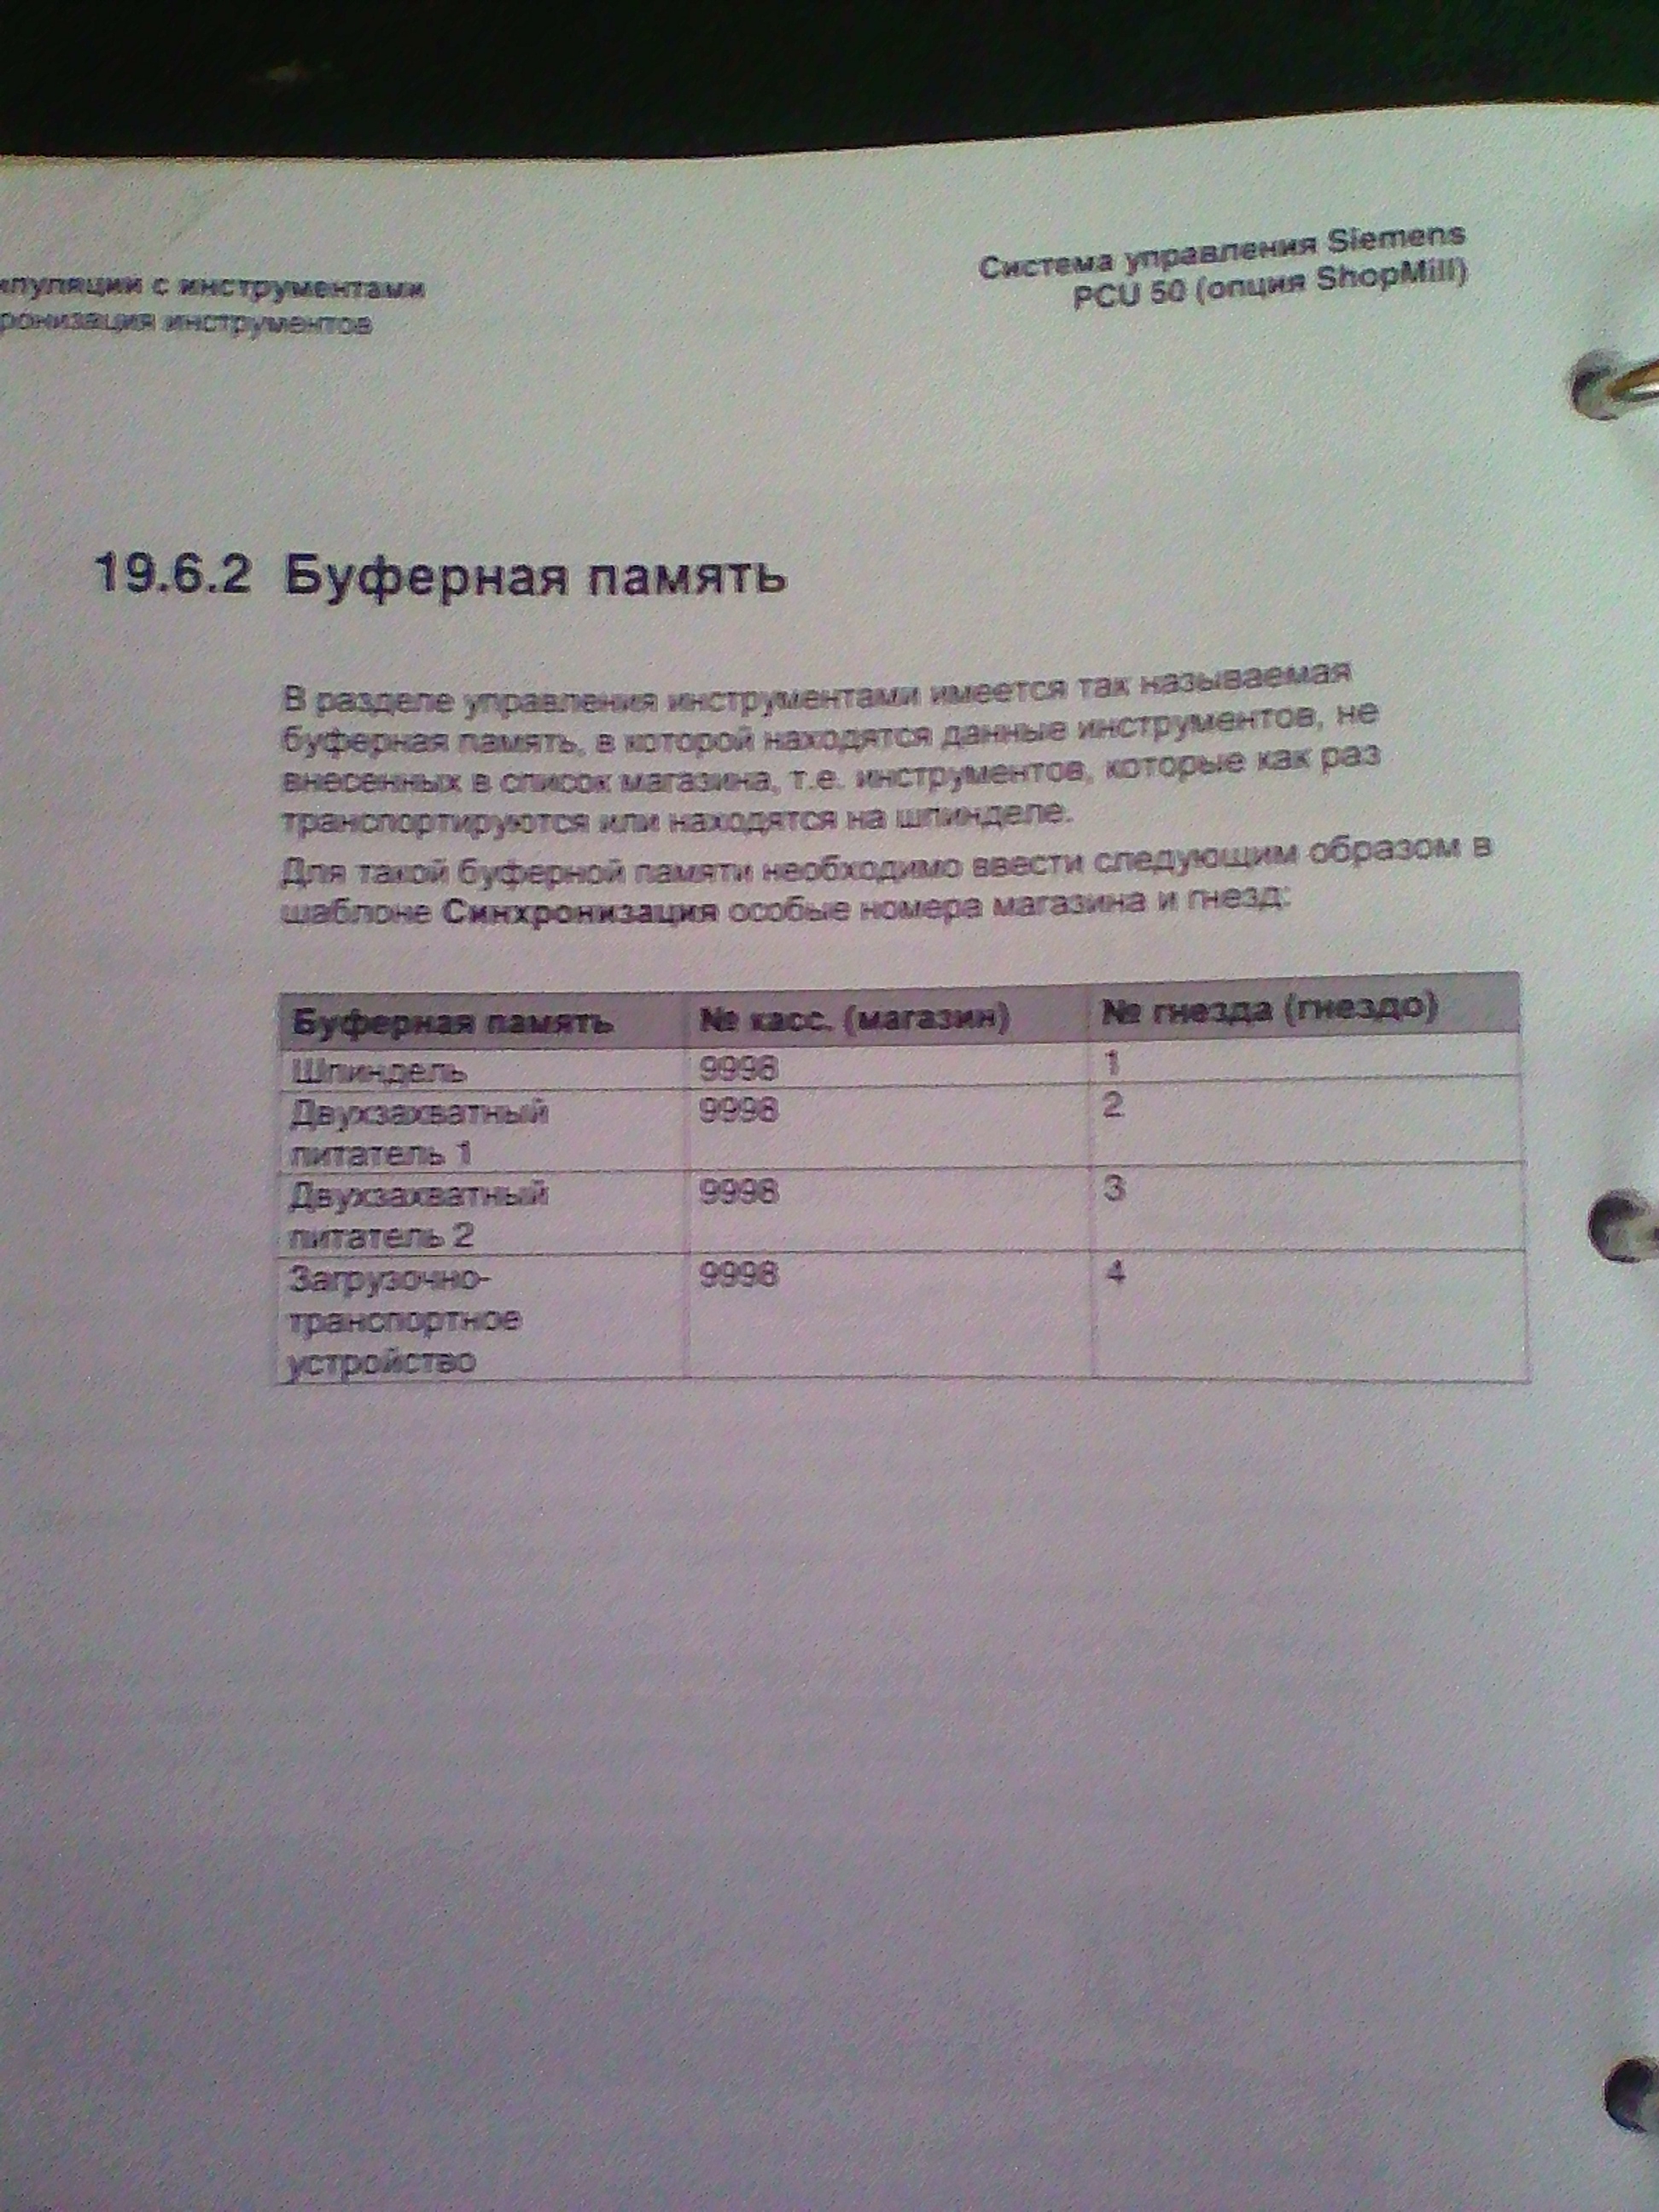 ипуляции с инструментами
ронизация инструментов
Система управления Siemens
PCU 50 (опция ShopMill)
19.6.2 Буферная память
В разделе управления инструментами имеется так называемая
буферная память, в которой находятся данные инструментов, не
внесенных в список магазина, т.е. инструментов, которые как раз
транспортируются или находятся на шпинделе.
Для такой буферной памяти необходимо ввести следующим образом в
шаблоне Синхронизация особые номера магазина и гнезд:
Буферная память № касс. (магазин) № гнезда (гнездо)
Шпиндель 9998 1
Двухзахватный 9998 2
питатель 1
Двухзахватный 9998 3
питатель 2
Загрузочно- 9998 4
транспортное
устройство